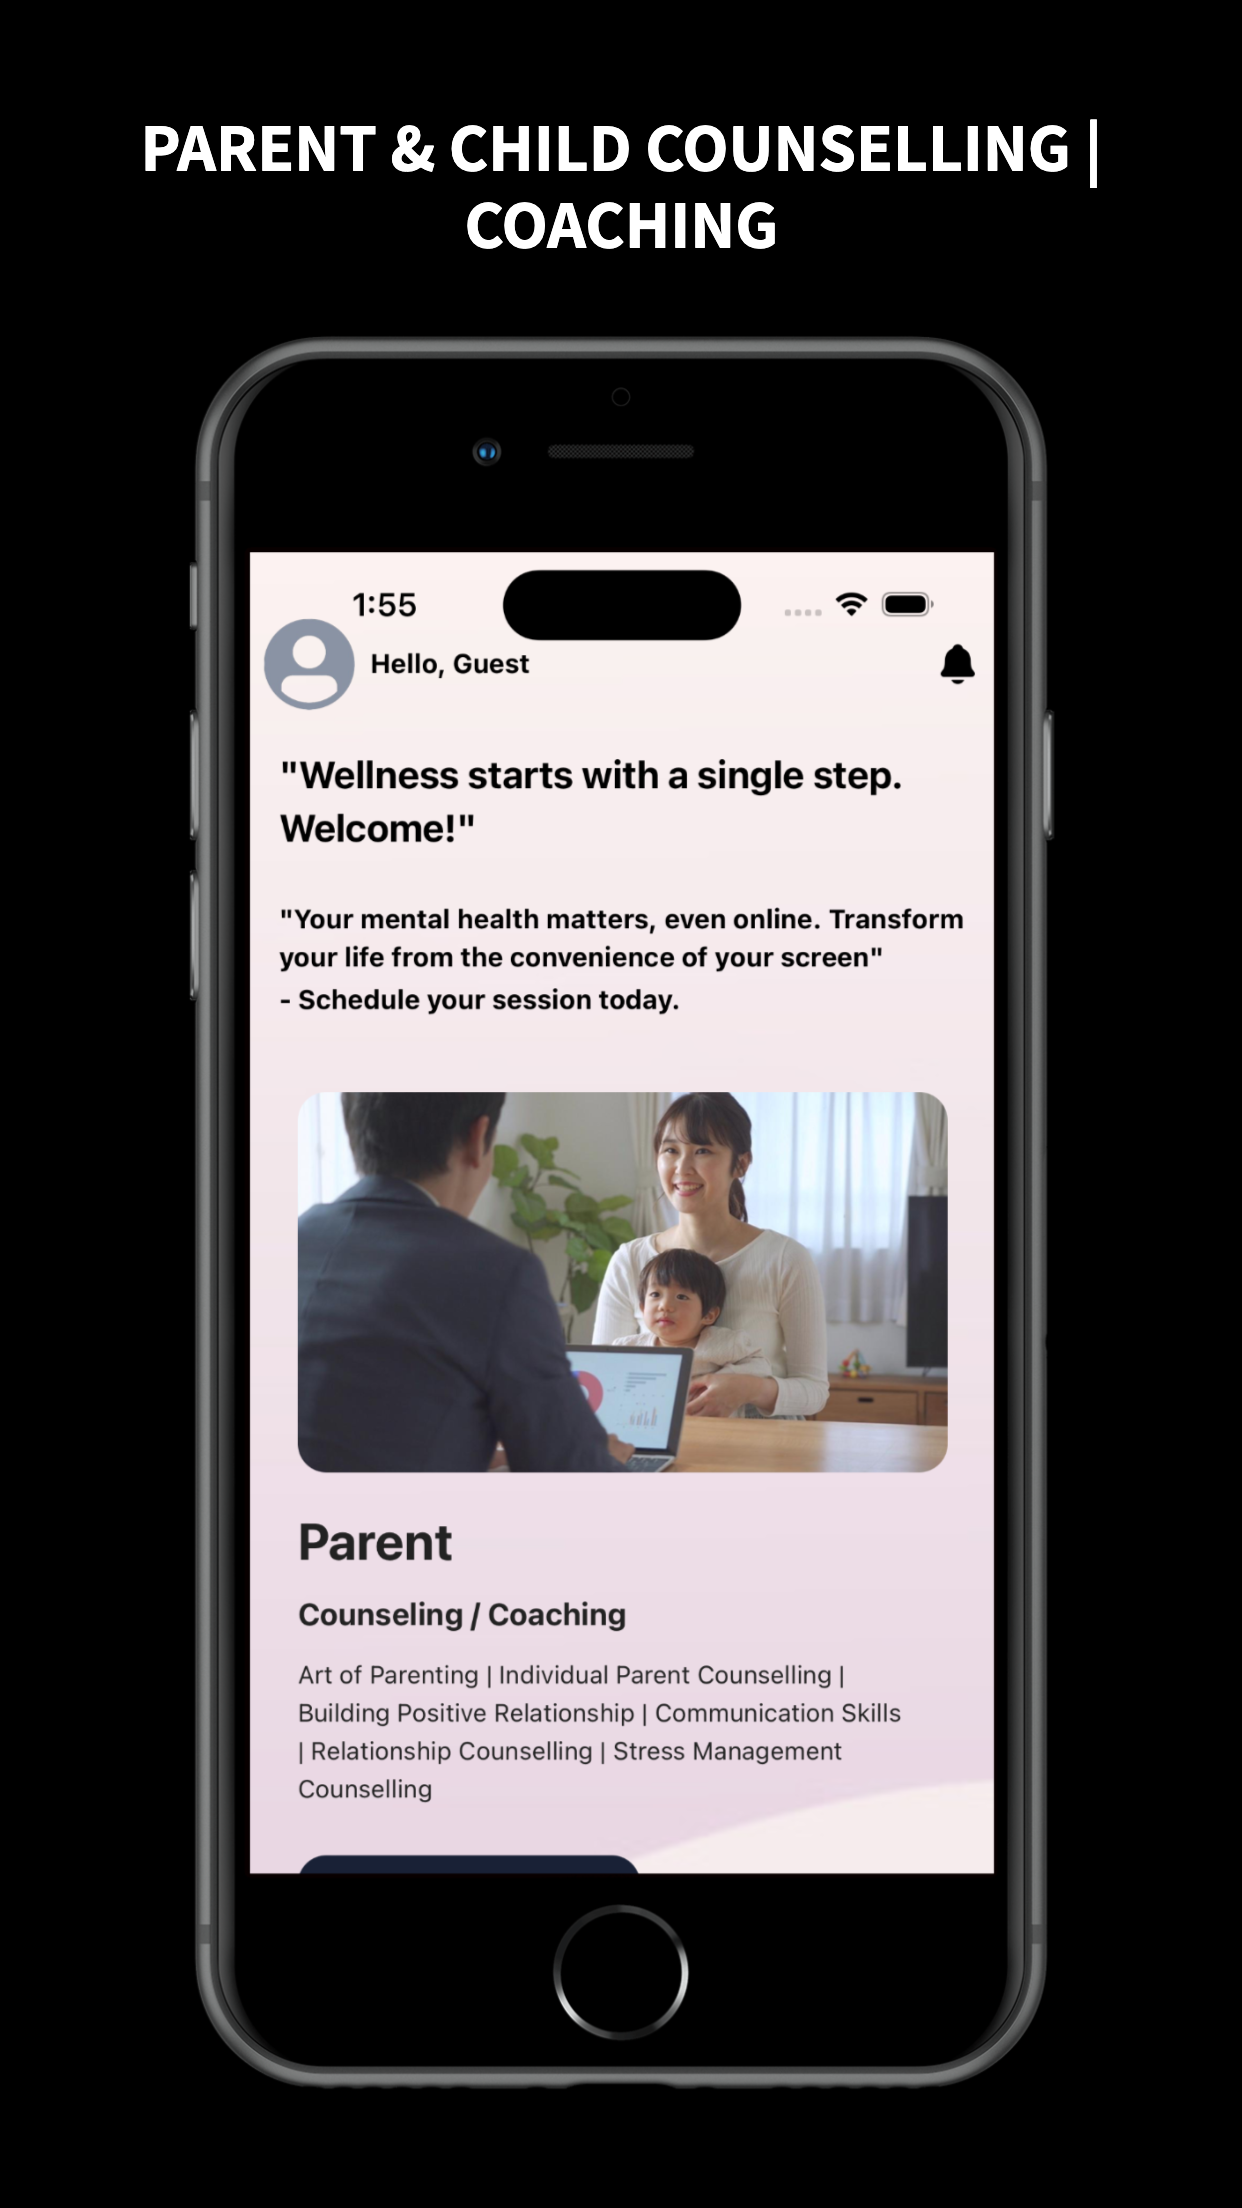 PARENT & CHILD COUNSELLING |
COACHING
1:55
Hello, Guest
"Wellness starts with a single step.
Welcome!"
"Your mental health matters, even online. Transform
your life from the convenience of your screen"
- Schedule your session today.
Parent
Counseling / Coaching
Art of Parenting | Individual Parent Counselling |
Building Positive Relationship | Communication Skills
| Relationship Counselling | Stress Management
Counselling